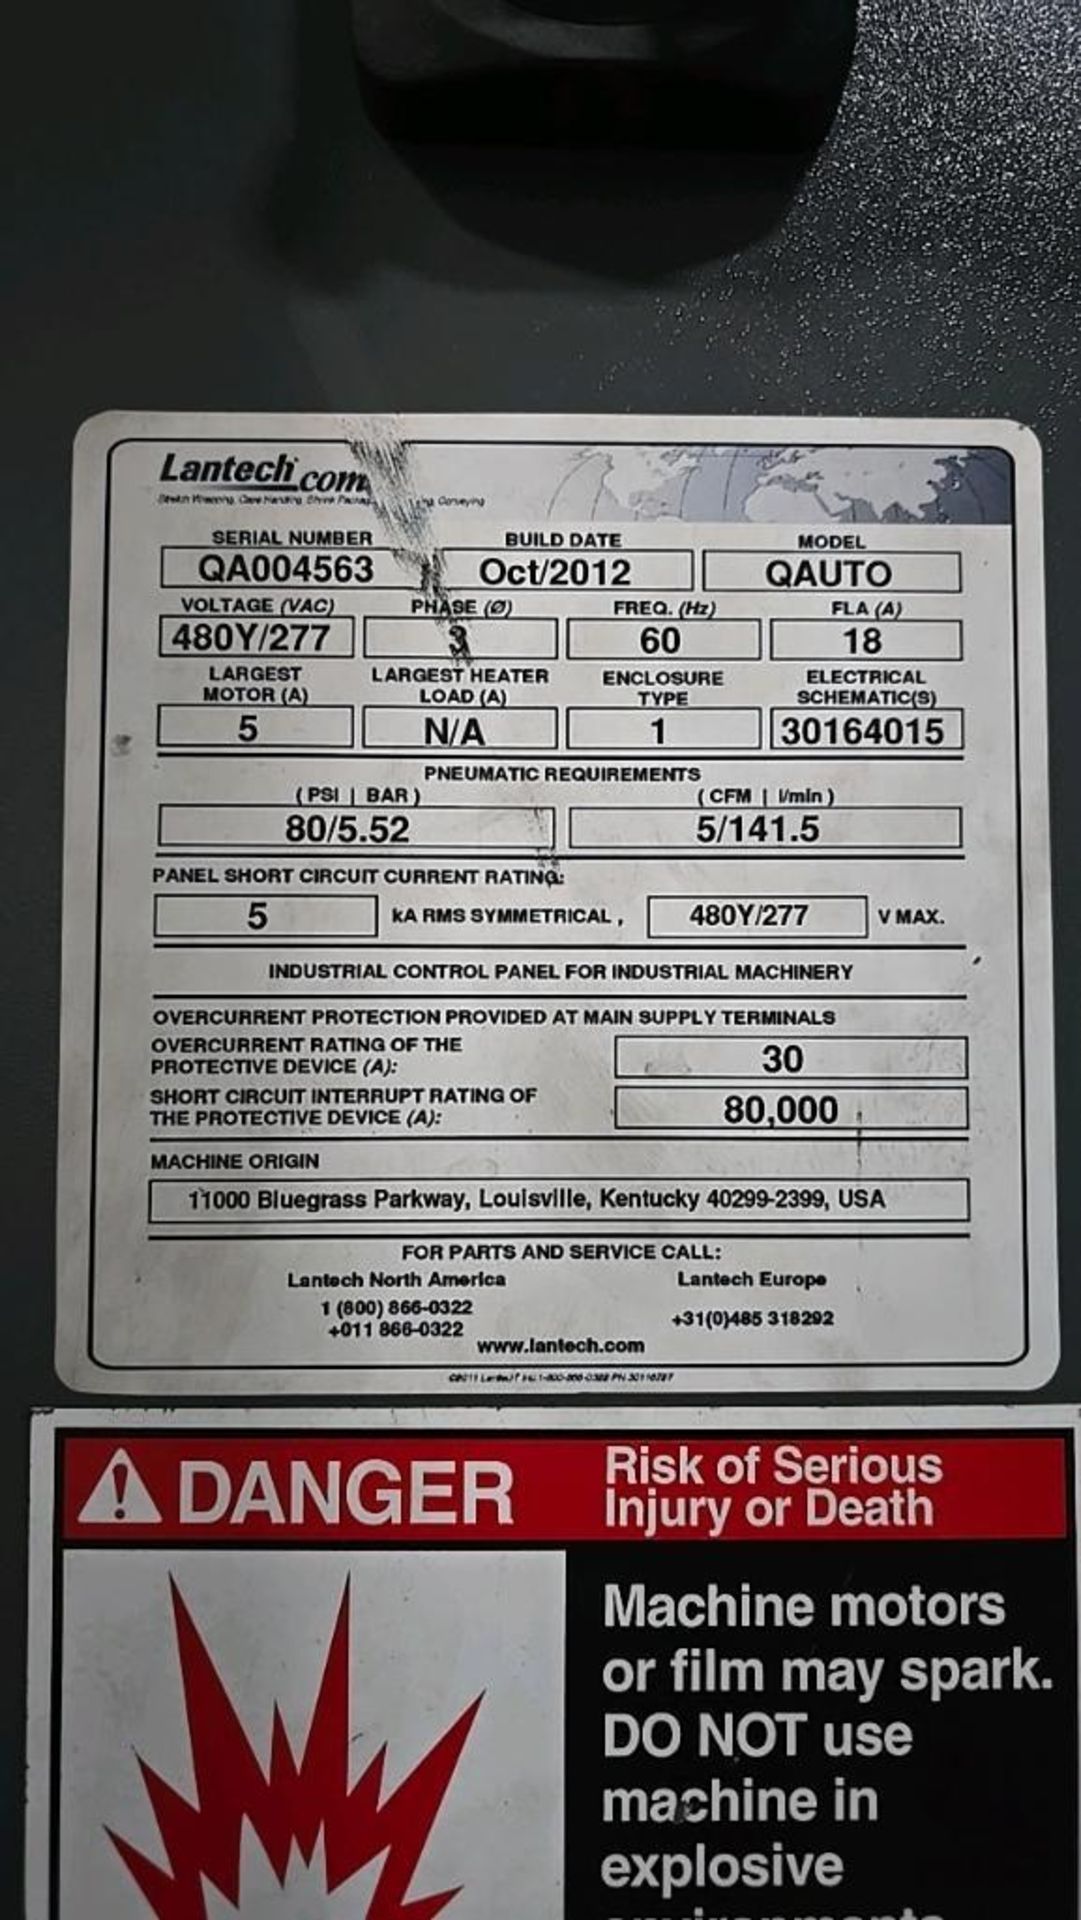 Lantech.com
SERIAL NUMBER BUILD DATE MODEL
QA004563 Oct/2012 QAUTO
VOLTAGE (VAC) PHASE (Ø) FREQ. (Hz) FLA (A)
480Y/277 3 60 18
LARGEST MOTOR (A) LARGEST HEATER LOAD (A) ENCLOSURE TYPE ELECTRICAL SCHEMATIC(S)
5 N/A 1 30164015
PNEUMATIC REQUIREMENTS
( PSI | BAR ) ( CFM | l/min )
80/5.52 5/141.5
PANEL SHORT CIRCUIT CURRENT RATING:
5 kA RMS SYMMETRICAL , 480Y/277 V MAX.
INDUSTRIAL CONTROL PANEL FOR INDUSTRIAL MACHINERY
OVERCURRENT PROTECTION PROVIDED AT MAIN SUPPLY TERMINALS
OVERCURRENT RATING OF THE
PROTECTIVE DEVICE (A): 30
SHORT CIRCUIT INTERRUPT RATING OF
THE PROTECTIVE DEVICE (A): 80,000
MACHINE ORIGIN
11000 Bluegrass Parkway, Louisville, Kentucky 40299-2399, USA
FOR PARTS AND SERVICE CALL:
Lantech North America Lantech Europe
1 (800) 866-0322
+011 866-0322 +31(0)485 318292
www.lantech.com
DANGER Risk of Serious
Injury or Death
Machine motors
or film may spark.
DO NOT use
machine in
explosive